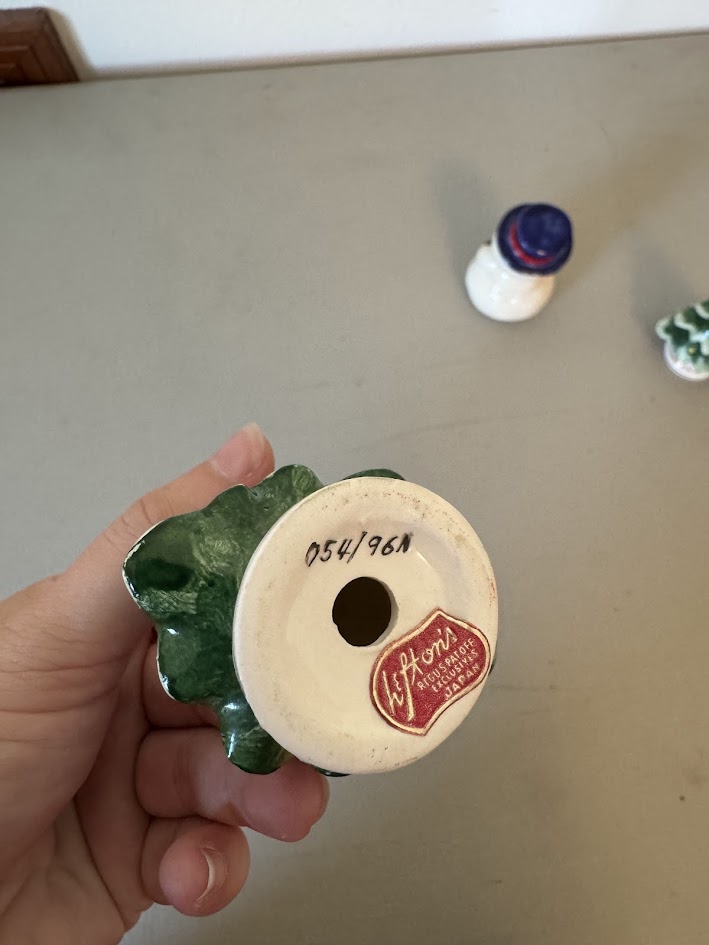 054/96N
Lefton's
REG U.S. PAT. OFF.
EXCLUSIVES
JAPAN